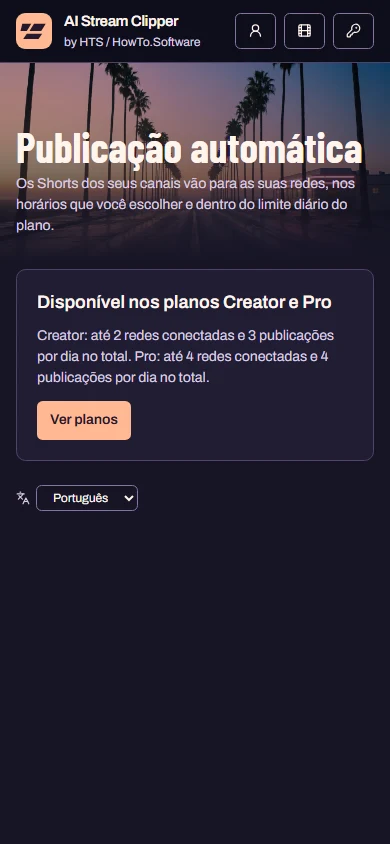 AI Stream Clipper
by HTS / HowTo.Software
Publicação automática
Os Shorts dos seus canais vão para as suas redes, nos
horários que você escolher e dentro do limite diário do
plano.
Disponível nos planos Creator e Pro
Creator: até 2 redes conectadas e 3 publicações
por dia no total. Pro: até 4 redes conectadas e 4
publicações por dia no total.
Ver planos
Português